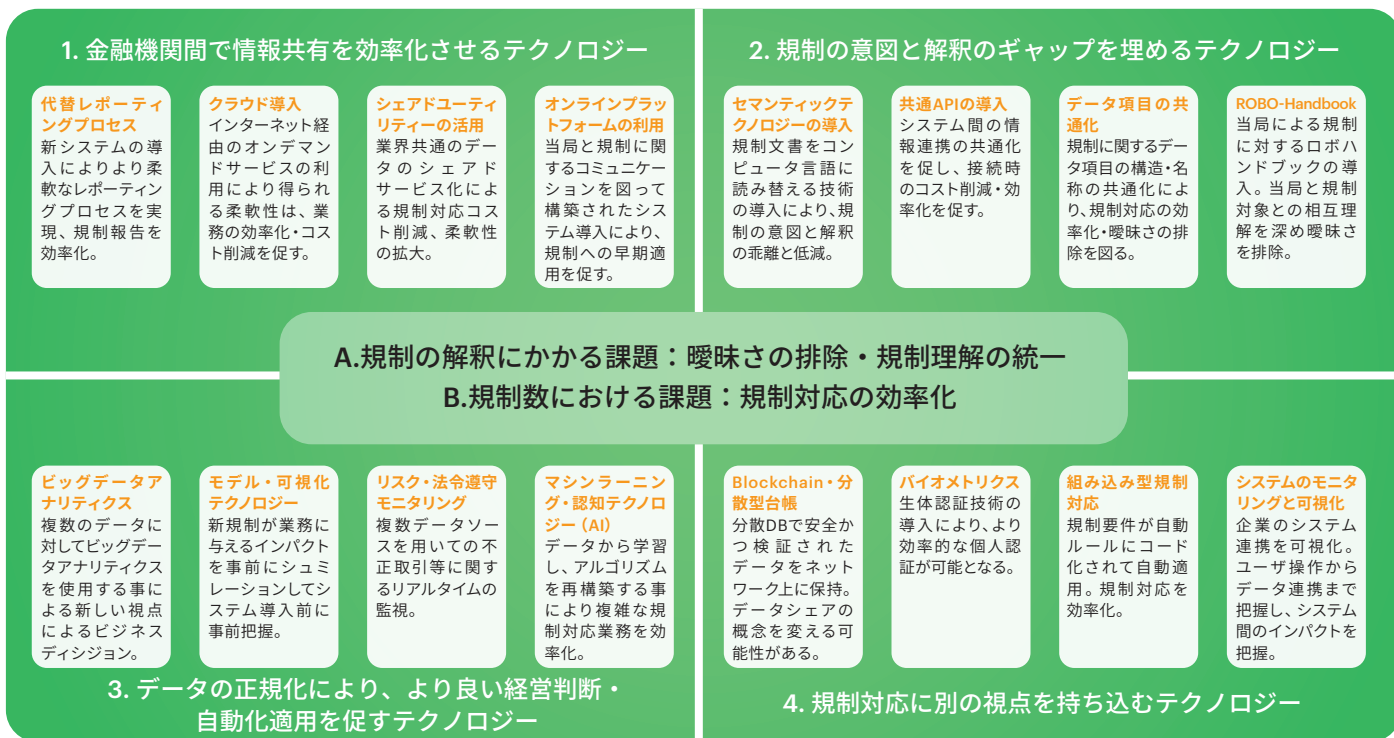 1. 金融機関間で情報共有を効率化させるテクノロジー
代替レポーティ
ングプロセス
新システムの導
入によりより柔
軟なレポーティン
グプロセスを実
現、規制報告を
効率化。
クラウド導入
インターネット経
由のオンデマン
ドサービスの利
用により得られ
る柔軟性は、業
務の効率化・コス
ト削減を促す。
シェアドユーティ
リティーの活用
業界共通のデー
タのシェアド
サービス化によ
る規制対応コス
ト削減、柔軟性
の拡大。
オンラインプラッ
トフォームの利用
当局と規制に関
するコミュニケー
ションを図って
構築されたシス
テム導入により、
規制への早期適
用を促す。
2. 規制の意図と解釈のギャップを埋めるテクノロジー
セマンティックテ
クノロジーの導入
規制文書をコン
ピュータ言語に
読み替える技術
の導入により、規
制の意図と解釈
の乖離と低減。
共通APIの導入
システム間の情
報連携の共通化
を促し、接続時
のコスト削減・効
率化を促す。
データ項目の共
通化
規制に関するデー
タ項目の構造・名
称の共通化によ
り、規制対応の効
率化・曖昧さの排
除を図る。
ROBO-Handbook
当局による規制
に対するロボハ
ンドブックの導
入。当局と規制
対象との相互理
解を深め曖昧さ
を排除。
A.規制の解釈にかかる課題：曖昧さの排除・規制理解の統一
B.規制数における課題：規制対応の効率化
ビッグデータア
ナリティクス
複数のデータに
対してビッグデー
タアナリティクス
を使用する事に
よる新しい視点
によるビジネス
ディシジョン。
モデル・可視化
テクノロジー
新規制が業務に
与えるインパクト
を事前にシュミ
レーションしてシ
ステム導入前に
事前把握。
リスク・法令遵守
モニタリング
複数データソー
スを用いての不
正取引等に関す
るリアルタイムの
監視。
マシンラーニン
グ・認知テクノロ
ジー（AI）
データから学習
し、アルゴリズム
を再構築する事
により複雑な規
制対応業務を効
率化。
3. データの正規化により、より良い経営判断・
自動化適用を促すテクノロジー
Blockchain・分
散型台帳
分散DBで安全か
つ検証された
データをネット
ワーク上に保持。
データシェアの
概念を変える可
能性がある。
バイオメトリクス
生体認証技術の
導入により、より
効率的な個人認
証が可能となる。
組み込み型規制
対応
規制要件が自動
ルールにコード
化されて自動適
用。規制対応を
効率化。
システムのモニタ
リングと可視化
企業のシステム
連携を可視化。
ユーザ操作から
データ連携まで
把握し、システム
間のインパクトを
把握。
4. 規制対応に別の視点を持ち込むテクノロジー